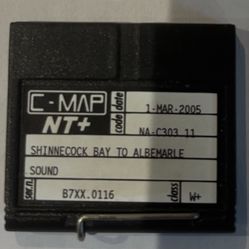 C-MAP
NT+
date
1-MAR-2005
code
NA-C303.11
SHINNECOCK BAY TO ALBEMARLE
SOUND
ser.n.
B7XX.0116
class
W+